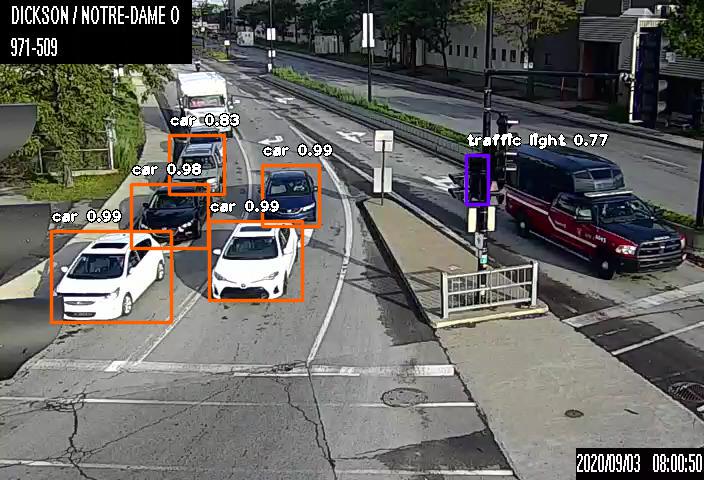 DICKSON / NOTRE-DAME O
971-509
car 0.83
traffic light 0.77
car 0.99
car 0.98
car 0.99
car 0.99
2020/09/03 08:00:50